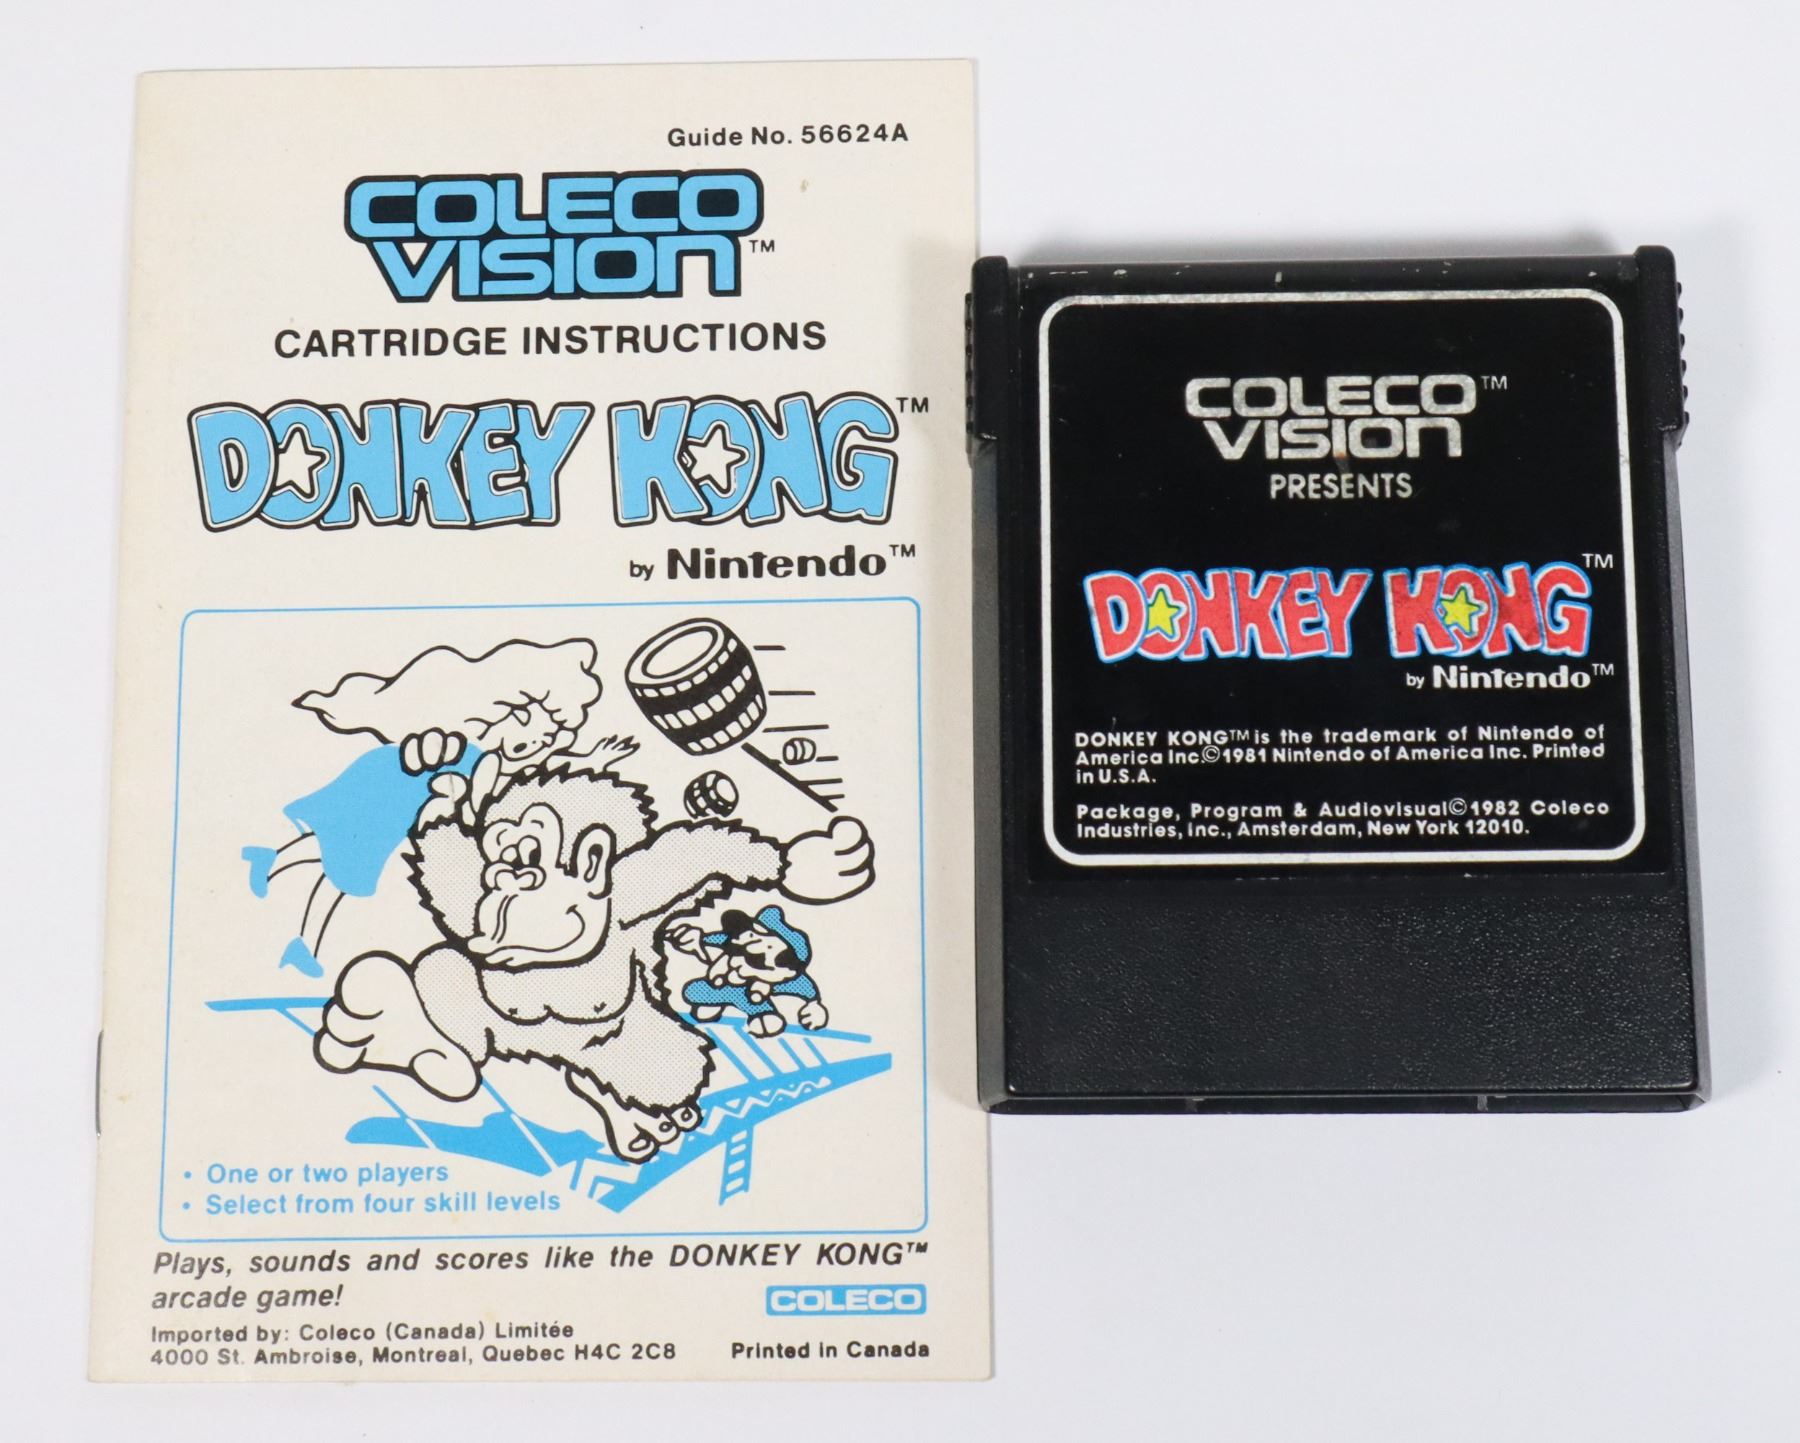 Guide No. 56624A
COLECO
VISION™
CARTRIDGE INSTRUCTIONS
DONKEY KONG™
by Nintendo™
• One or two players
• Select from four skill levels
Plays, sounds and scores like the DONKEY KONG™
arcade game!
COLECO
Imported by: Coleco (Canada) Limitée
4000 St. Ambroise, Montreal, Quebec H4C 2C8
Printed in Canada
COLECO™
VISION
PRESENTS
DONKEY KONG™
by Nintendo™
DONKEY KONG™ is the trademark of Nintendo of
America Inc.©1981 Nintendo of America Inc. Printed
in U.S.A.
Package, Program & Audiovisual©1982 Coleco
Industries, Inc., Amsterdam, New York 12010.